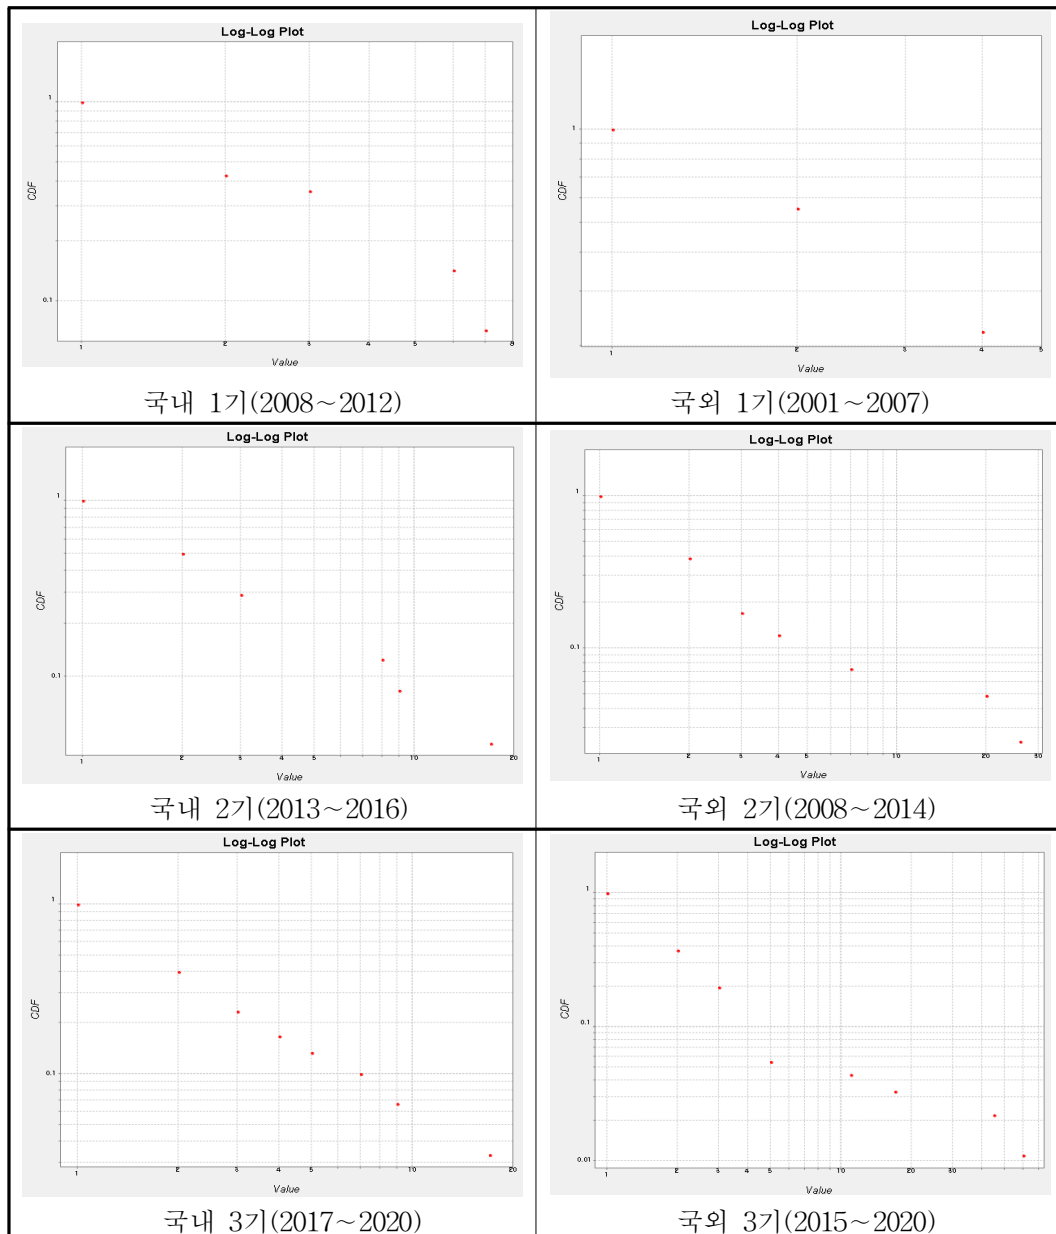 Log-Log Plot
1
CDF
0.1
1 2 3 4 5 6 7 8
Value
국내 1기(2008~2012)
Log-Log Plot
1
CDF
1 2 3 4 5
Value
국외 1기(2001~2007)
Log-Log Plot
1
CDF
0.1
1 2 3 4 5 10 20
Value
국내 2기(2013~2016)
Log-Log Plot
1
CDF
0.1
1 2 3 4 5 10 20 30
Value
국외 2기(2008~2014)
Log-Log Plot
1
CDF
0.1
1 2 3 4 5 10 20
Value
국내 3기(2017~2020)
Log-Log Plot
1
CDF
0.1
0.01
1 2 3 5 10 20 30
Value
국외 3기(2015~2020)